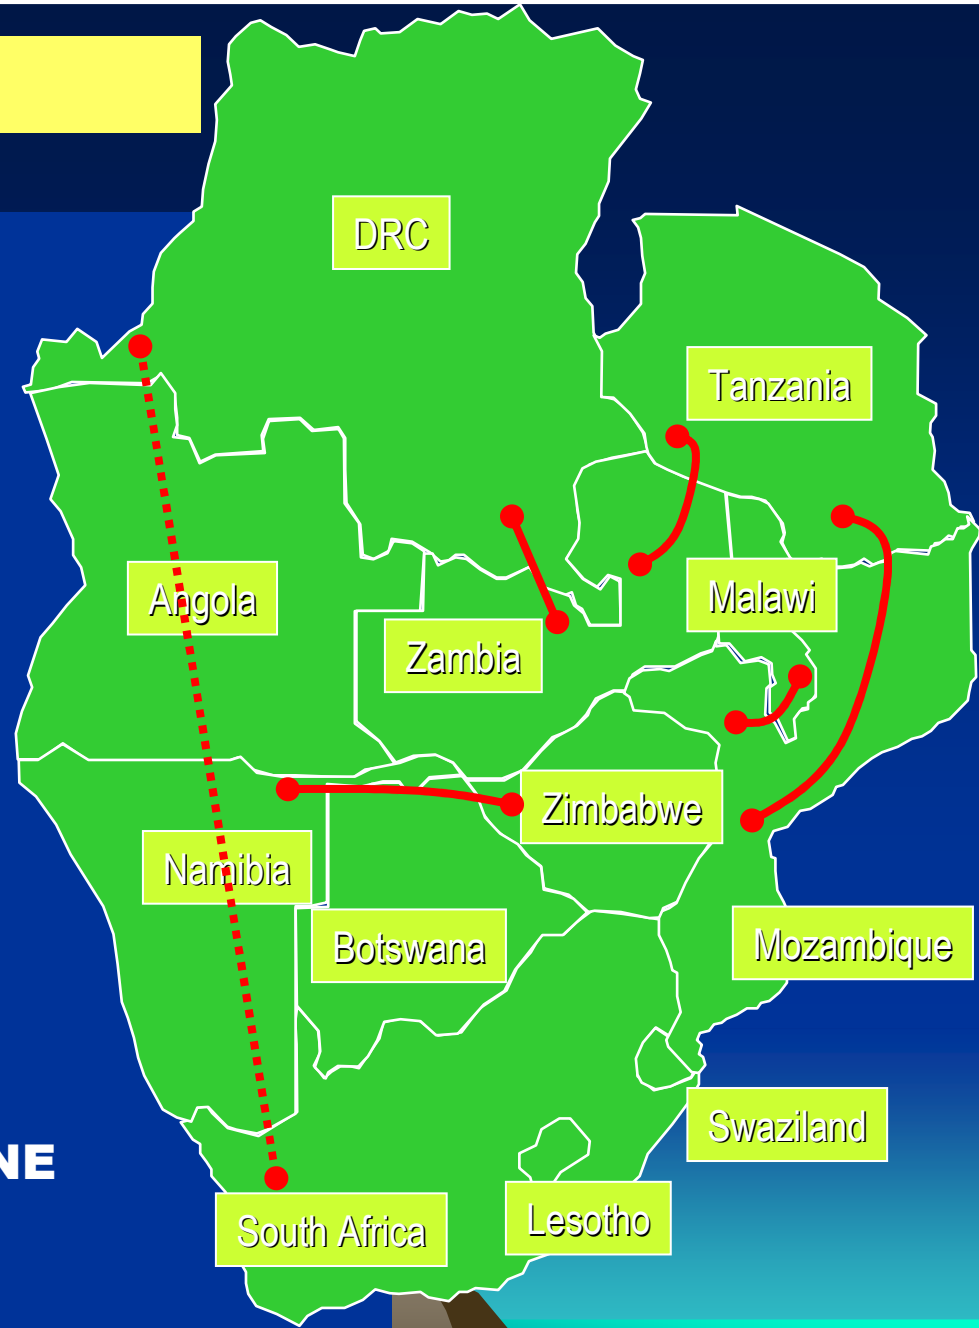 DRC
Tanzania
Angola
Malawi
Zambia
Zimbabwe
Namibia
Botswana
Mozambique
Swaziland
NE
South Africa
Lesotho